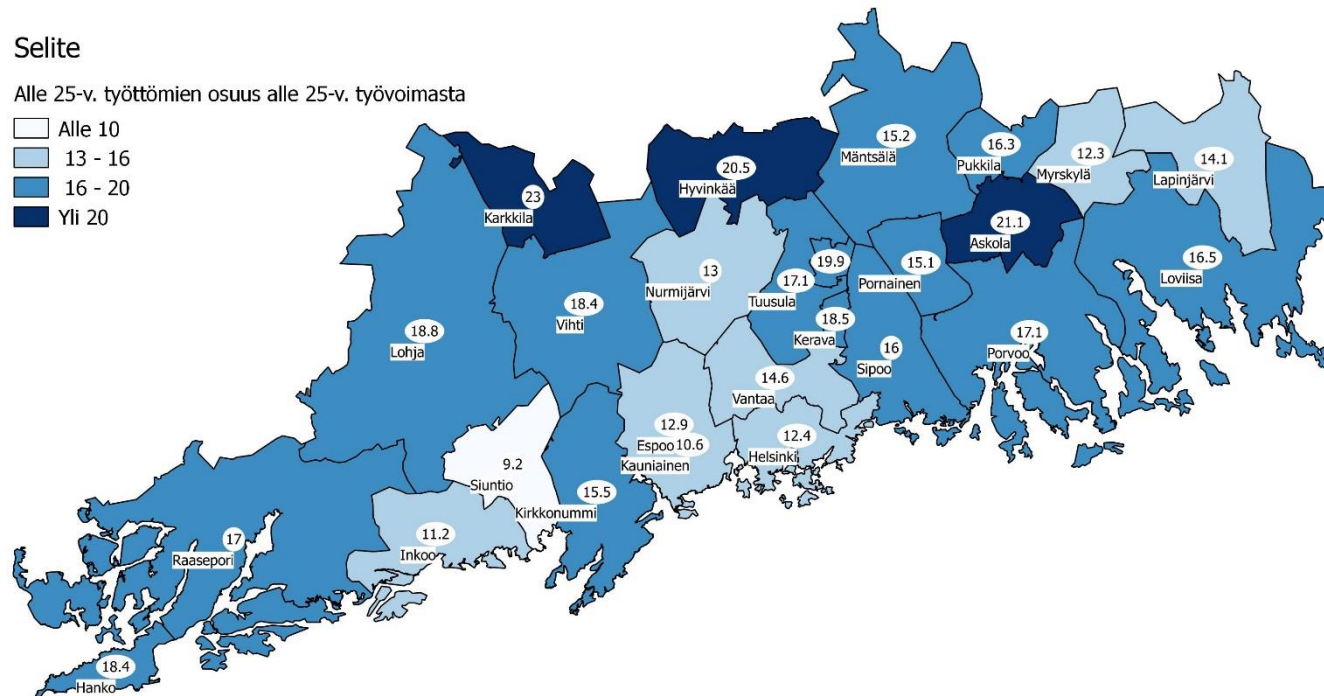 Selite
Alle 25-v. työttömien osuus alle 25-v. työvoimasta
Alle 10
13 - 16
16 - 20
Yli 20
15.2
Mäntsälä
16.3
Pukkila
12.3
Myrskylä
14.1
Lapinjärvi
20.5
Hyvinkää
23
Karkkila
21.1
Askola
13
Nurmijärvi
19.9
17.1
Tuusula
15.1
Pornainen
16.5
Loviisa
18.4
Vihti
18.8
Lohja
18.5
Kerava
16
Sipoo
17.1
Porvoo
14.6
Vantaa
12.9
Espoo
10.6
Kauniainen
12.4
Helsinki
9.2
Siuntio
15.5
Kirkkonummi
11.2
Inkoo
17
Raasepori
18.4
Hanko